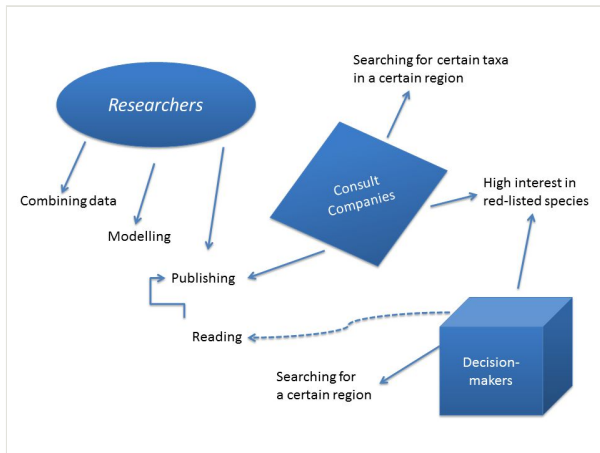 Searching for certain taxa
in a certain region
Researchers
Consult
Companies
High interest in
red-listed species
Combining data
Modelling
Publishing
Reading
Decision-
makers
Searching for
a certain region